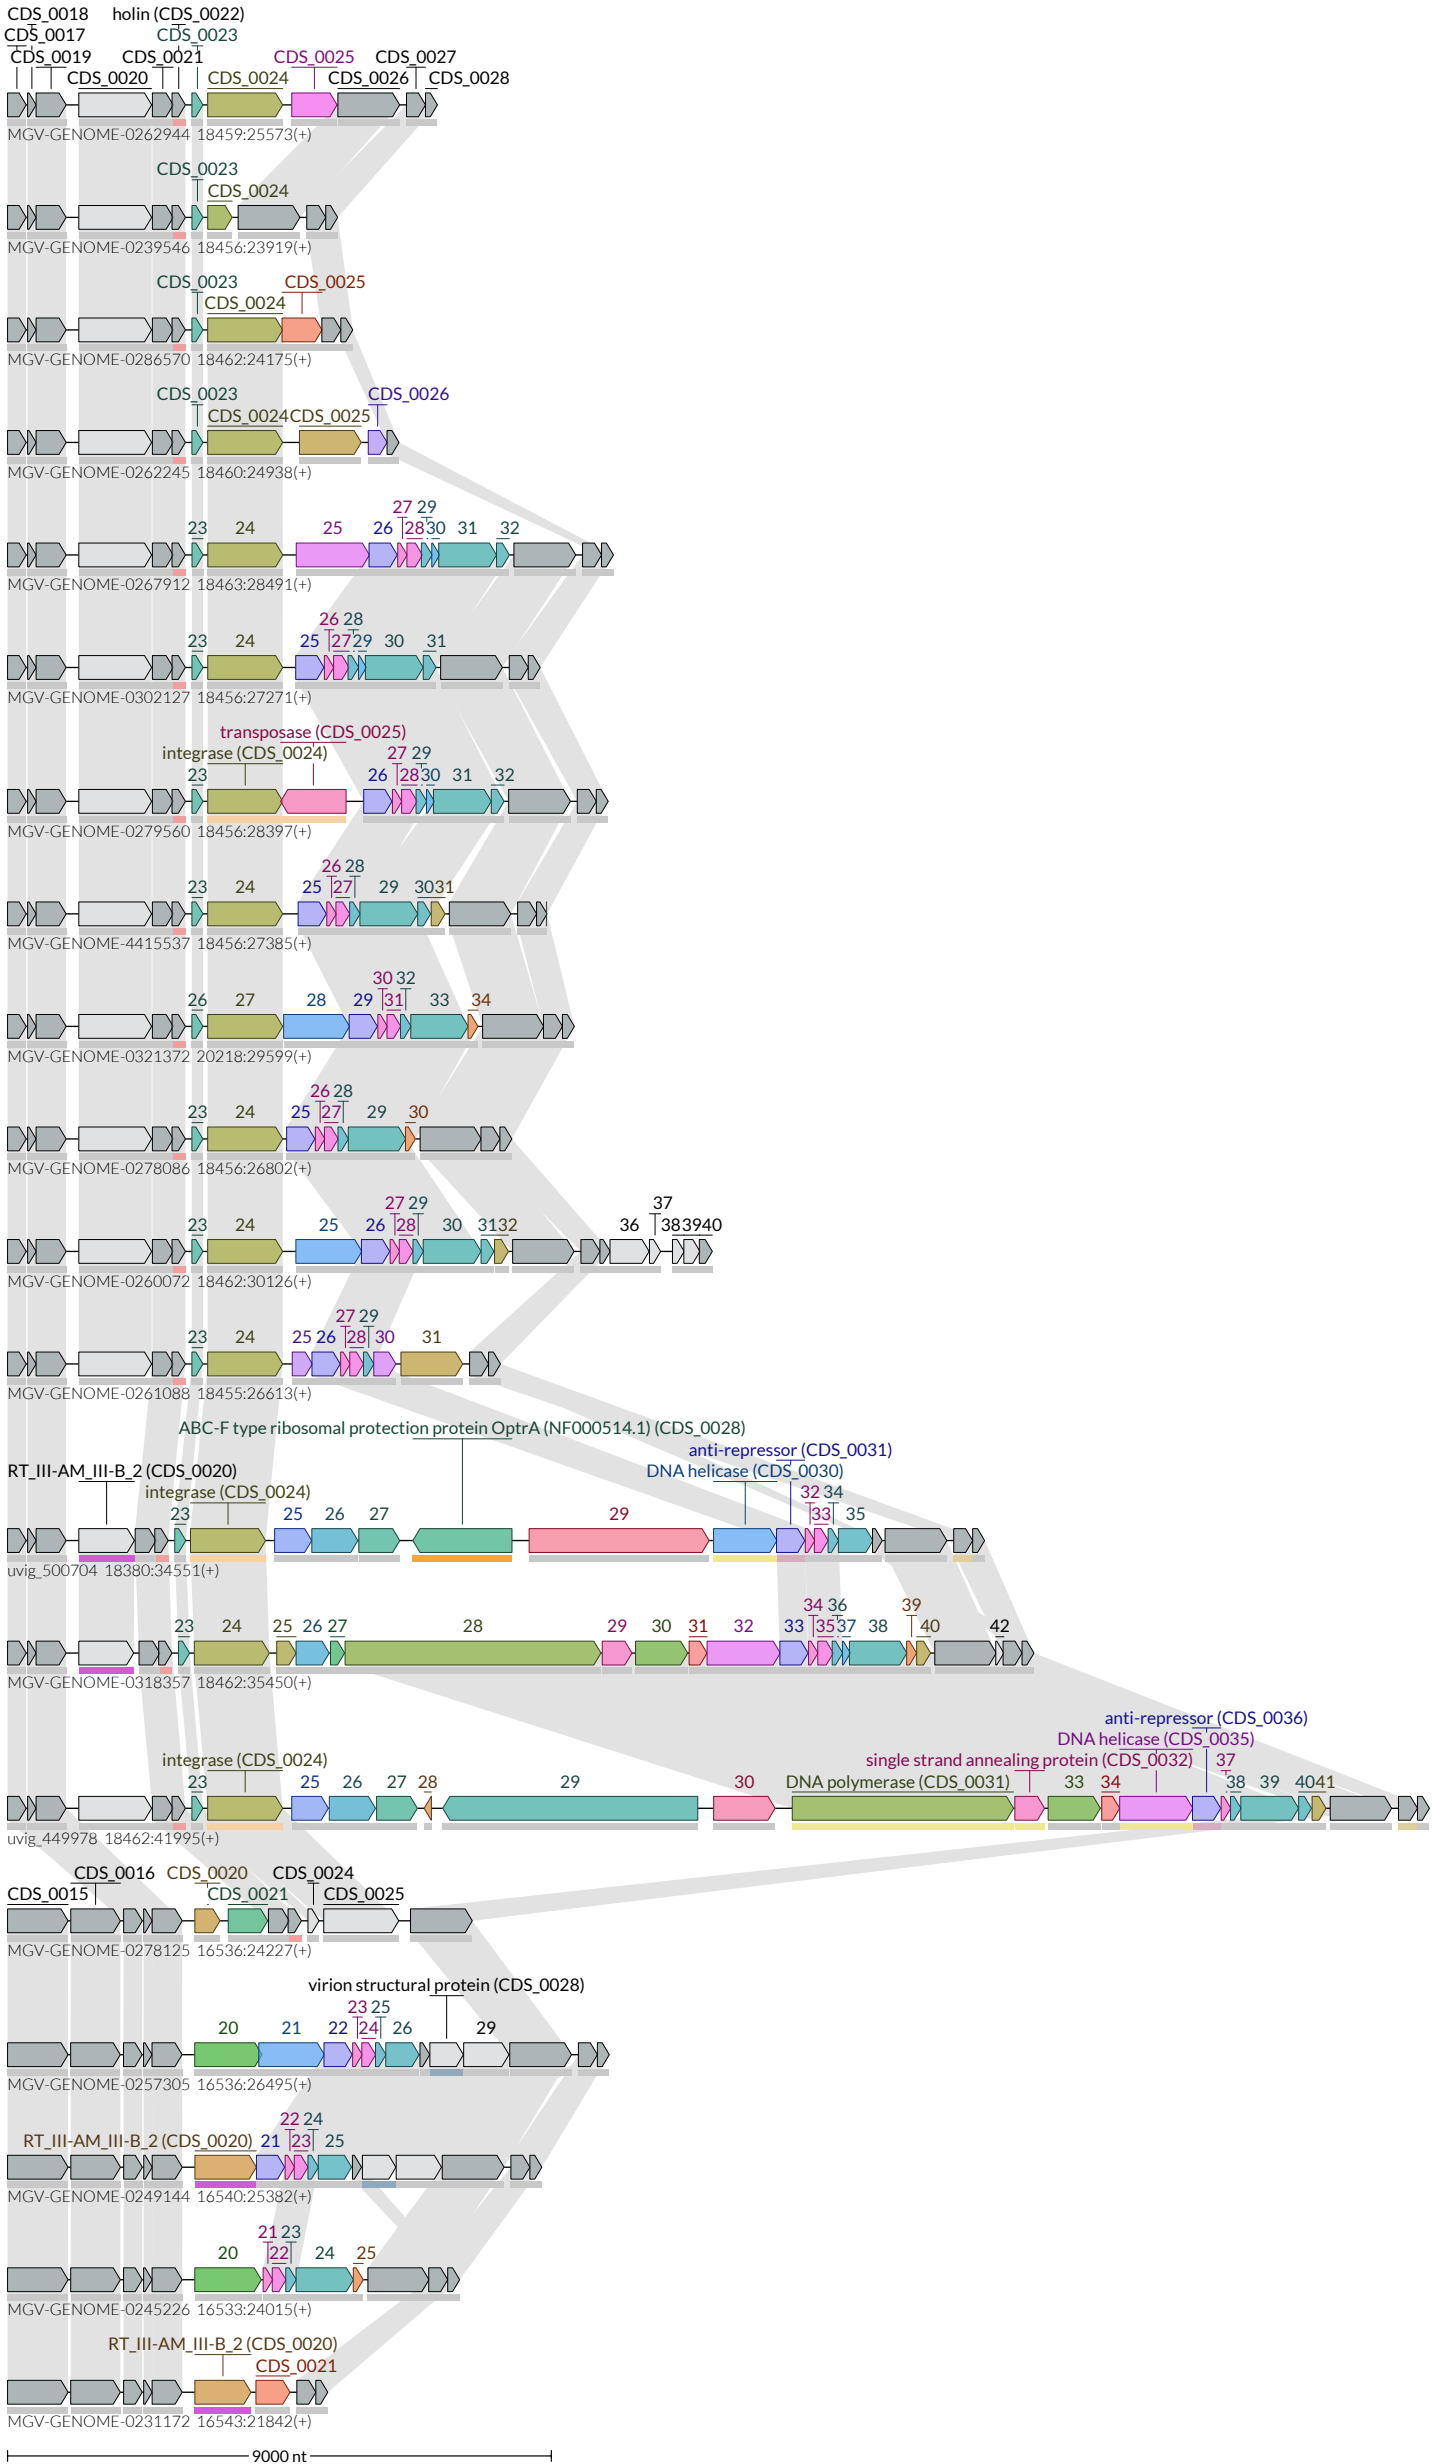 CDS_0018 holin (CDS_0022)
CDS_0017 CDS_0023
CDS_0019 CDS_0021 CDS_0025 CDS_0027
CDS_0020 CDS_0024 CDS_0026 CDS_0028
MGV-GENOME-0262944 18459:25573(+)
CDS_0023
CDS_0024
MGV-GENOME-0239546 18456:23919(+)
CDS_0023 CDS_0025
CDS_0024
MGV-GENOME-0286570 18462:24175(+)
CDS_0023 CDS_0026
CDS_0024 CDS_0025
MGV-GENOME-0262245 18460:24938(+)
27 29
23 24 25 26 28 30 31 32
MGV-GENOME-0267912 18463:28491(+)
26 28
23 24 25 27 29 30 31
MGV-GENOME-0302127 18456:27271(+)
transposase (CDS_0025)
integrase (CDS_0024) 27 29
23 26 28 30 31 32
MGV-GENOME-0279560 18456:28397(+)
26 28
23 24 25 27 29 30 31
MGV-GENOME-4415537 18456:27385(+)
30 32
26 27 28 29 31 33 34
MGV-GENOME-0321372 20218:29599(+)
26 28
23 24 25 27 29 30
MGV-GENOME-0278086 18456:26802(+)
27 29 37
23 24 25 26 28 30 31 32 36 38 39 40
MGV-GENOME-0260072 18462:30126(+)
27 29
23 24 25 26 28 30 31
MGV-GENOME-0261088 18455:26613(+)
ABC-F type ribosomal protection protein OptrA (NF000514.1) (CDS_0028)
anti-repressor (CDS_0031)
RT_III-AM_III-B_2 (CDS_0020) DNA helicase (CDS_0030)
integrase (CDS_0024) 32 34
23 25 26 27 29 33 35
uvig_500704 18380:34551(+)
34 36 39
23 24 25 26 27 28 29 30 31 32 33 35 37 38 40 42
MGV-GENOME-0318357 18462:35450(+)
anti-repressor (CDS_0036)
DNA helicase (CDS_0035)
integrase (CDS_0024) single strand annealing protein (CDS_0032) 37
23 25 26 27 28 29 30 DNA polymerase (CDS_0031) 33 34 38 39 40 41
uvig_449978 18462:41995(+)
CDS_0016 CDS_0020 CDS_0024
CDS_0015 CDS_0021 CDS_0025
MGV-GENOME-0278125 16536:24227(+)
virion structural protein (CDS_0028)
23 25
20 21 22 24 26 29
MGV-GENOME-0257305 16536:26495(+)
22 24
RT_III-AM_III-B_2 (CDS_0020) 21 23 25
MGV-GENOME-0249144 16540:25382(+)
21 23
20 22 24 25
MGV-GENOME-0245226 16533:24015(+)
RT_III-AM_III-B_2 (CDS_0020)
CDS_0021
MGV-GENOME-0231172 16543:21842(+)
9000 nt